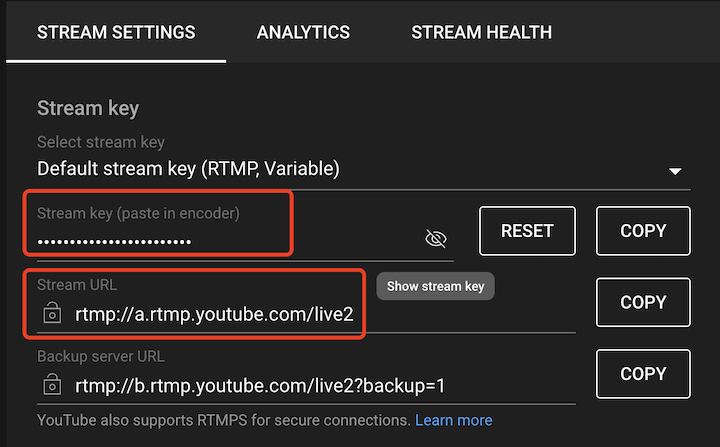 STREAM SETTINGS ANALYTICS STREAM HEALTH
Stream key
Select stream key
Default stream key (RTMP, Variable)
Stream key (paste in encoder)
•••••••••••••••••••••••• RESET COPY
Stream URL
Show stream key
rtmp://a.rtmp.youtube.com/live2 COPY
Backup server URL
rtmp://b.rtmp.youtube.com/live2?backup=1 COPY
YouTube also supports RTMPS for secure connections. Learn more